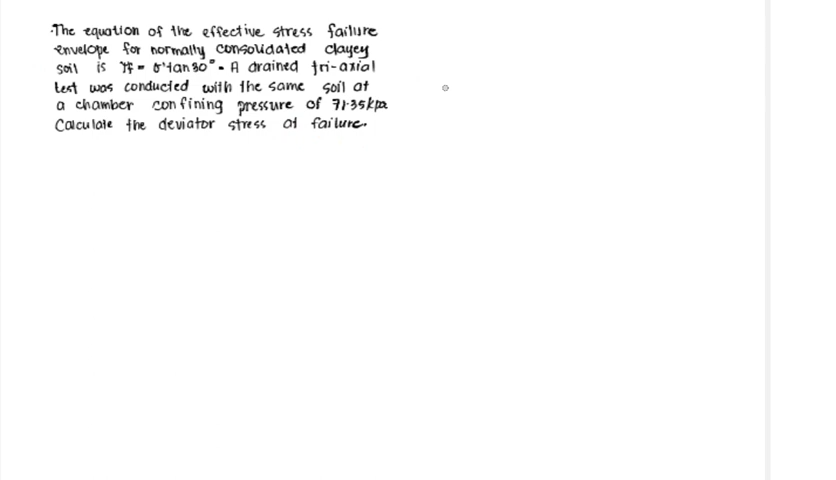 The equation of the effective stress failure
envelope for normally consolidated clayey
soil is τf = σ'tan30°. A drained tri-axial
test was conducted with the same soil at
a chamber confining pressure of 71.35kpa
Calculate the deviator stress at failure.